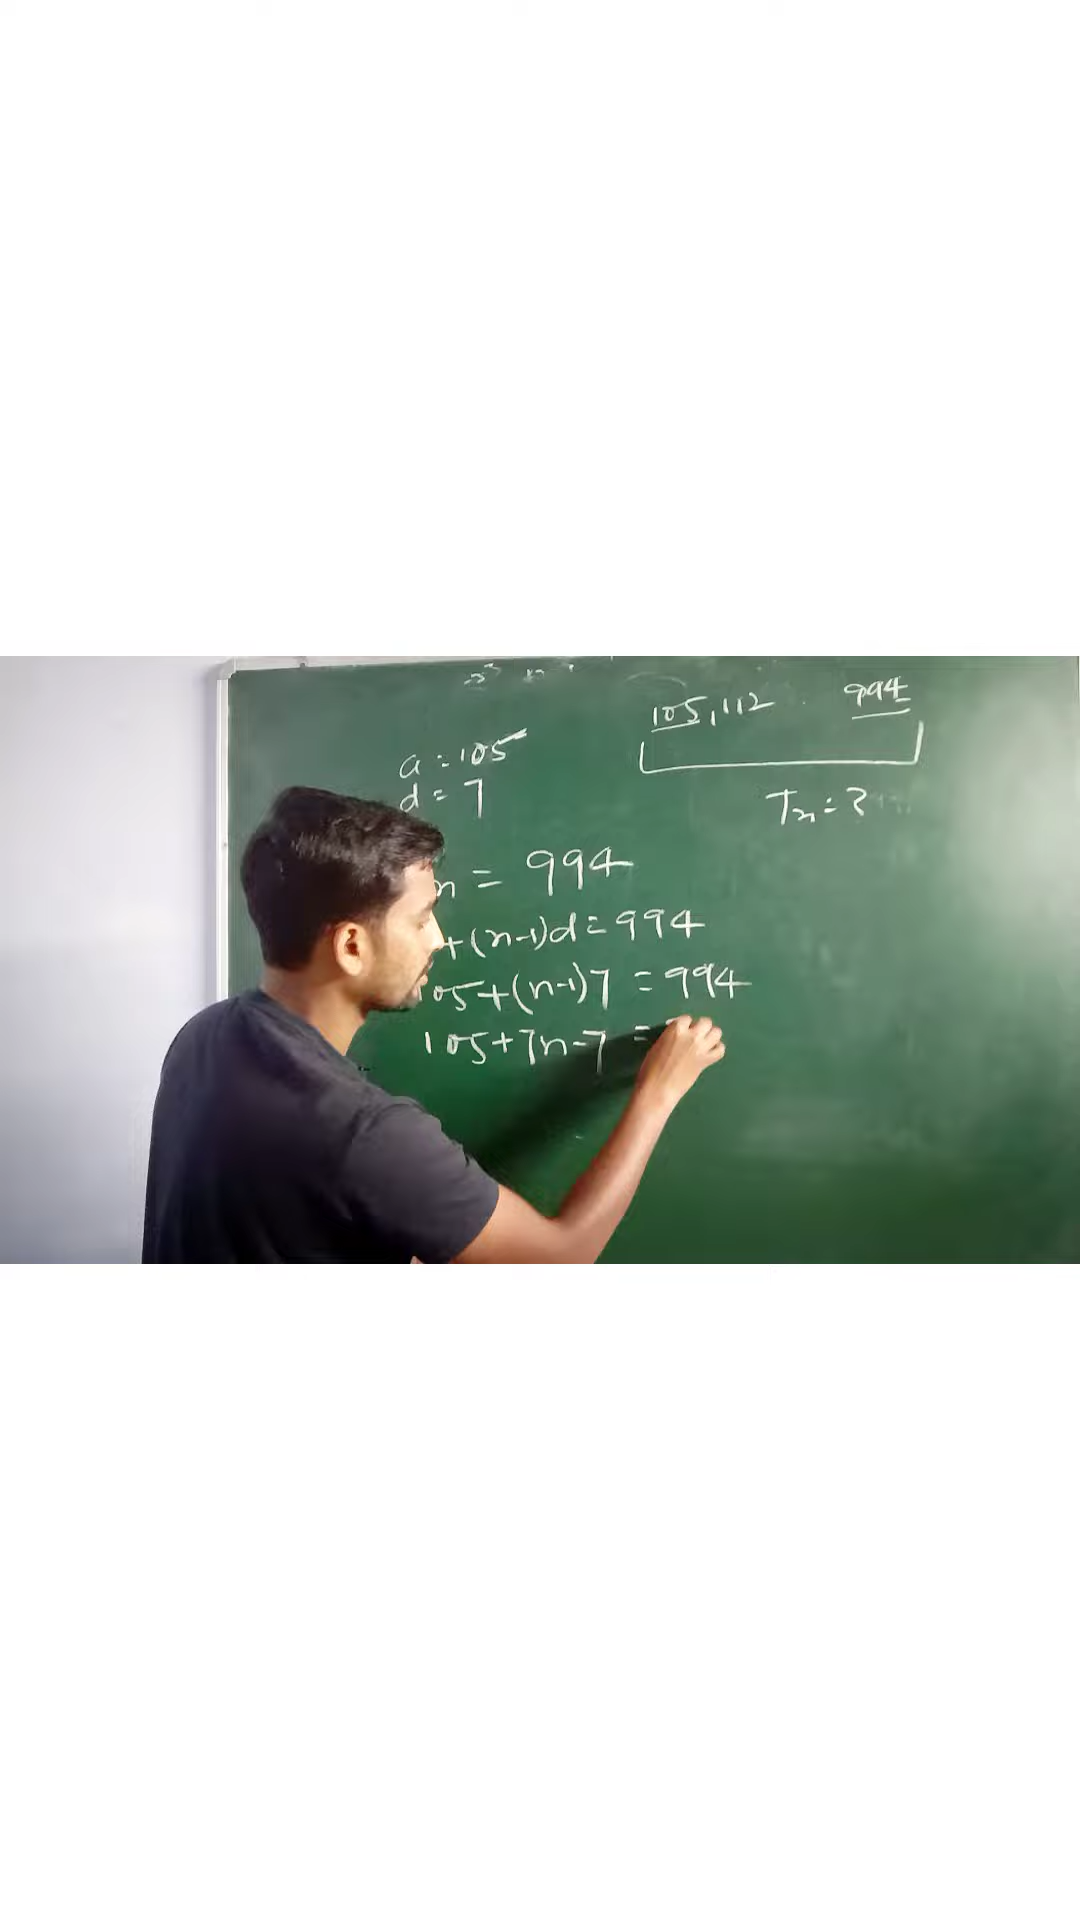 105, 112 994
a = 105
d = 7
Tn = ?
n = 994
+ (n-1)d = 994
105 + (n-1)7 = 994
105 + 7n - 7 =